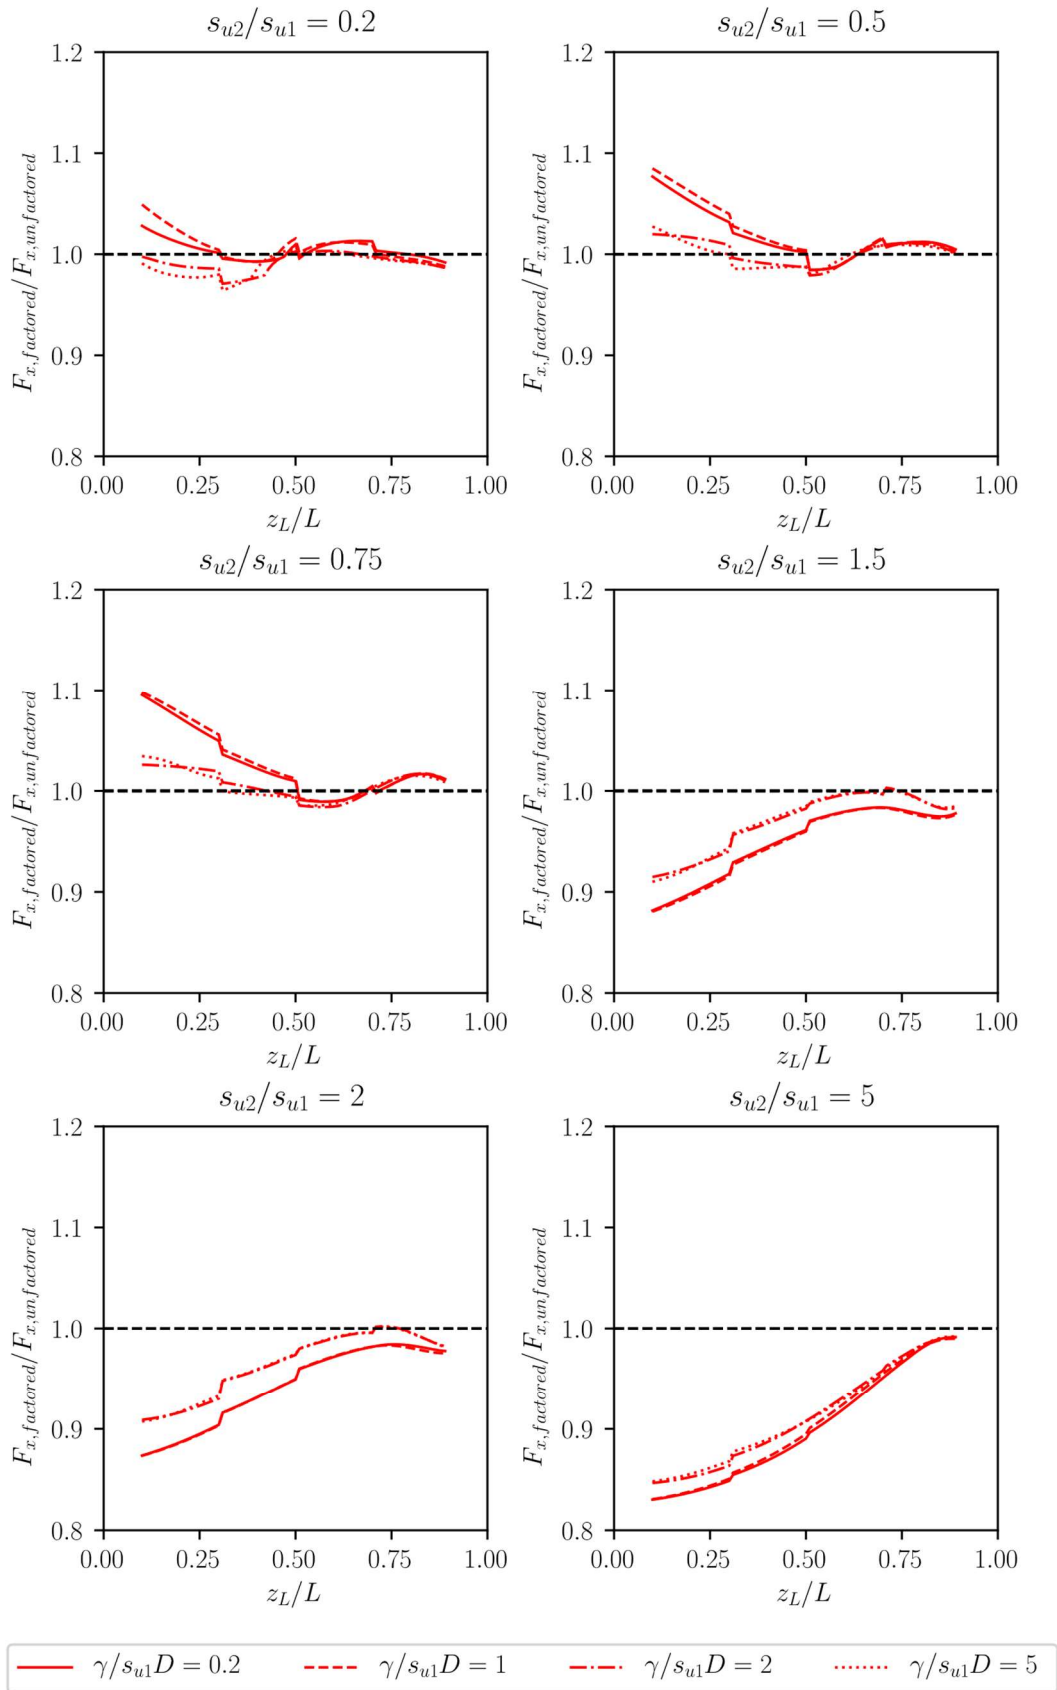 s_{u2}/s_{u1} = 0.2
s_{u2}/s_{u1} = 0.5
1.2
1.1
1.0
0.9
0.8
F_{x,factored}/F_{x,unfactored}
0.00 0.25 0.50 0.75 1.00
z_L/L
1.2
1.1
1.0
0.9
0.8
F_{x,factored}/F_{x,unfactored}
0.00 0.25 0.50 0.75 1.00
z_L/L
s_{u2}/s_{u1} = 0.75
s_{u2}/s_{u1} = 1.5
1.2
1.1
1.0
0.9
0.8
F_{x,factored}/F_{x,unfactored}
0.00 0.25 0.50 0.75 1.00
z_L/L
1.2
1.1
1.0
0.9
0.8
F_{x,factored}/F_{x,unfactored}
0.00 0.25 0.50 0.75 1.00
z_L/L
s_{u2}/s_{u1} = 2
s_{u2}/s_{u1} = 5
1.2
1.1
1.0
0.9
0.8
F_{x,factored}/F_{x,unfactored}
0.00 0.25 0.50 0.75 1.00
z_L/L
1.2
1.1
1.0
0.9
0.8
F_{x,factored}/F_{x,unfactored}
0.00 0.25 0.50 0.75 1.00
z_L/L
γ/s_{u1}D = 0.2 γ/s_{u1}D = 1 γ/s_{u1}D = 2 γ/s_{u1}D = 5